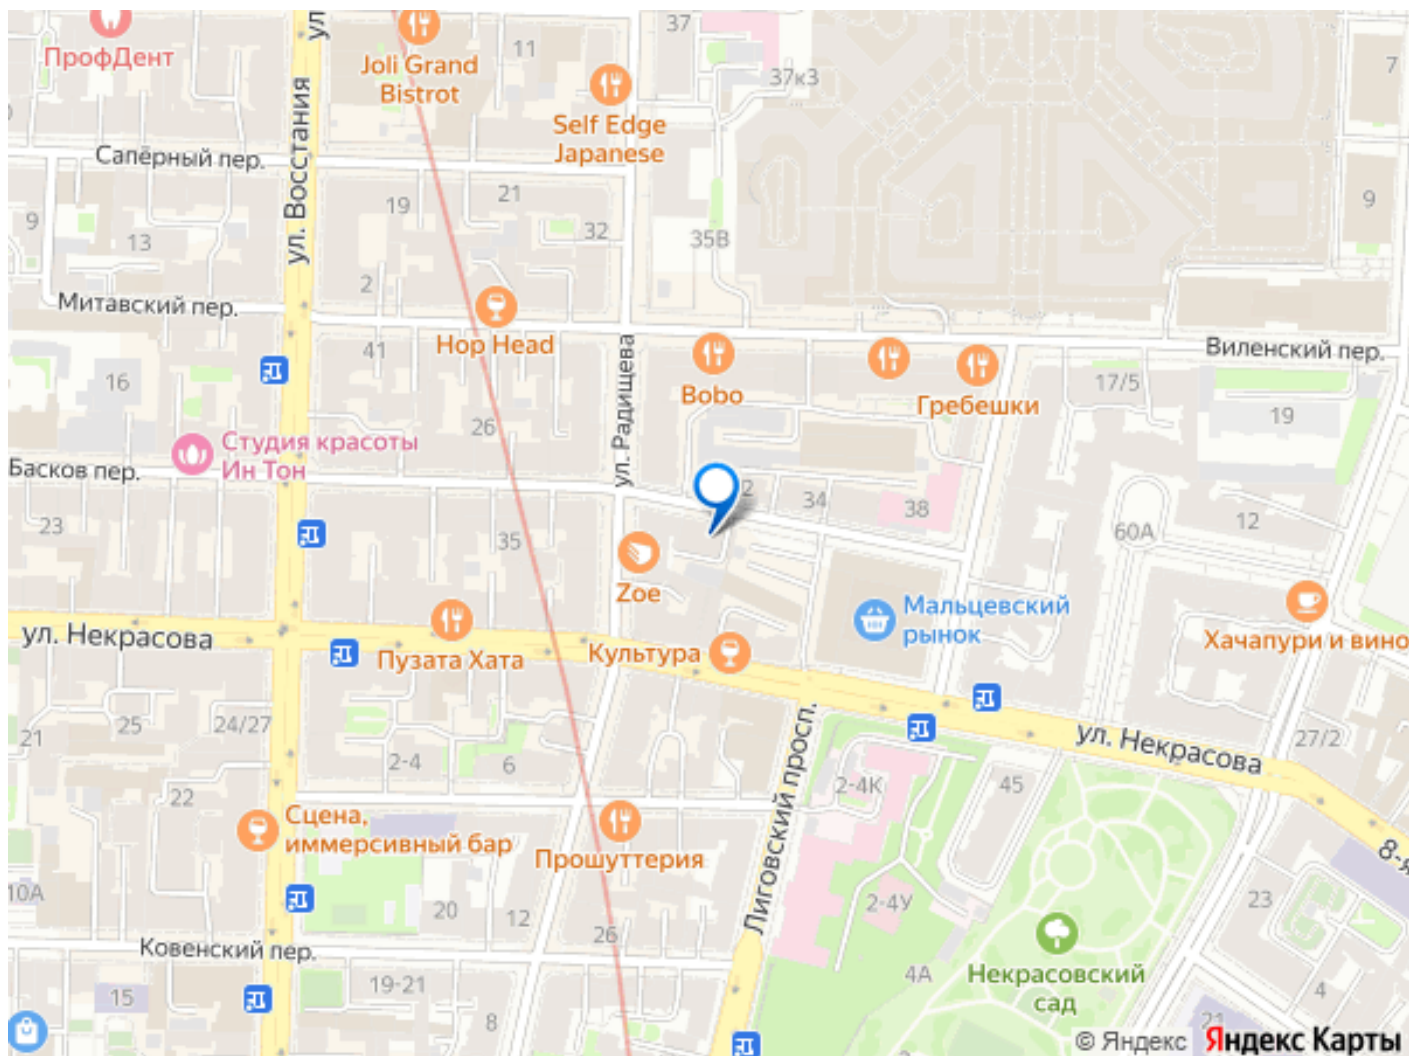 ул.
ПрофДент
Joli Grand
Bistrot
11
37
37к3
7
Self Edge
Japanese
Сапёрный пер.
ул. Восстания
9
13
19
21
32
35В
9
2
Митавский пер.
Hop Head
41
ул. Радищева
Bobo
Гребешки
Виленский пер.
17/5
19
16
26
Студия красоты
Ин Тон
Басков пер.
23
35
2
34
38
60А
12
Zoe
Мальцевский
рынок
Хачапури и вино
ул. Некрасова
Пузата Хата
Культура
21
25
24/27
2-4
6
Лиговский просп.
2-4К
45
ул. Некрасова
27/2
22
Сцена,
иммерсивный бар
Прошуттерия
8-я
10А
20
12
26
2-4У
23
Ковенский пер.
19-21
15
8
4А
Некрасовский
сад
4
21
© Яндекс Яндекс Карты